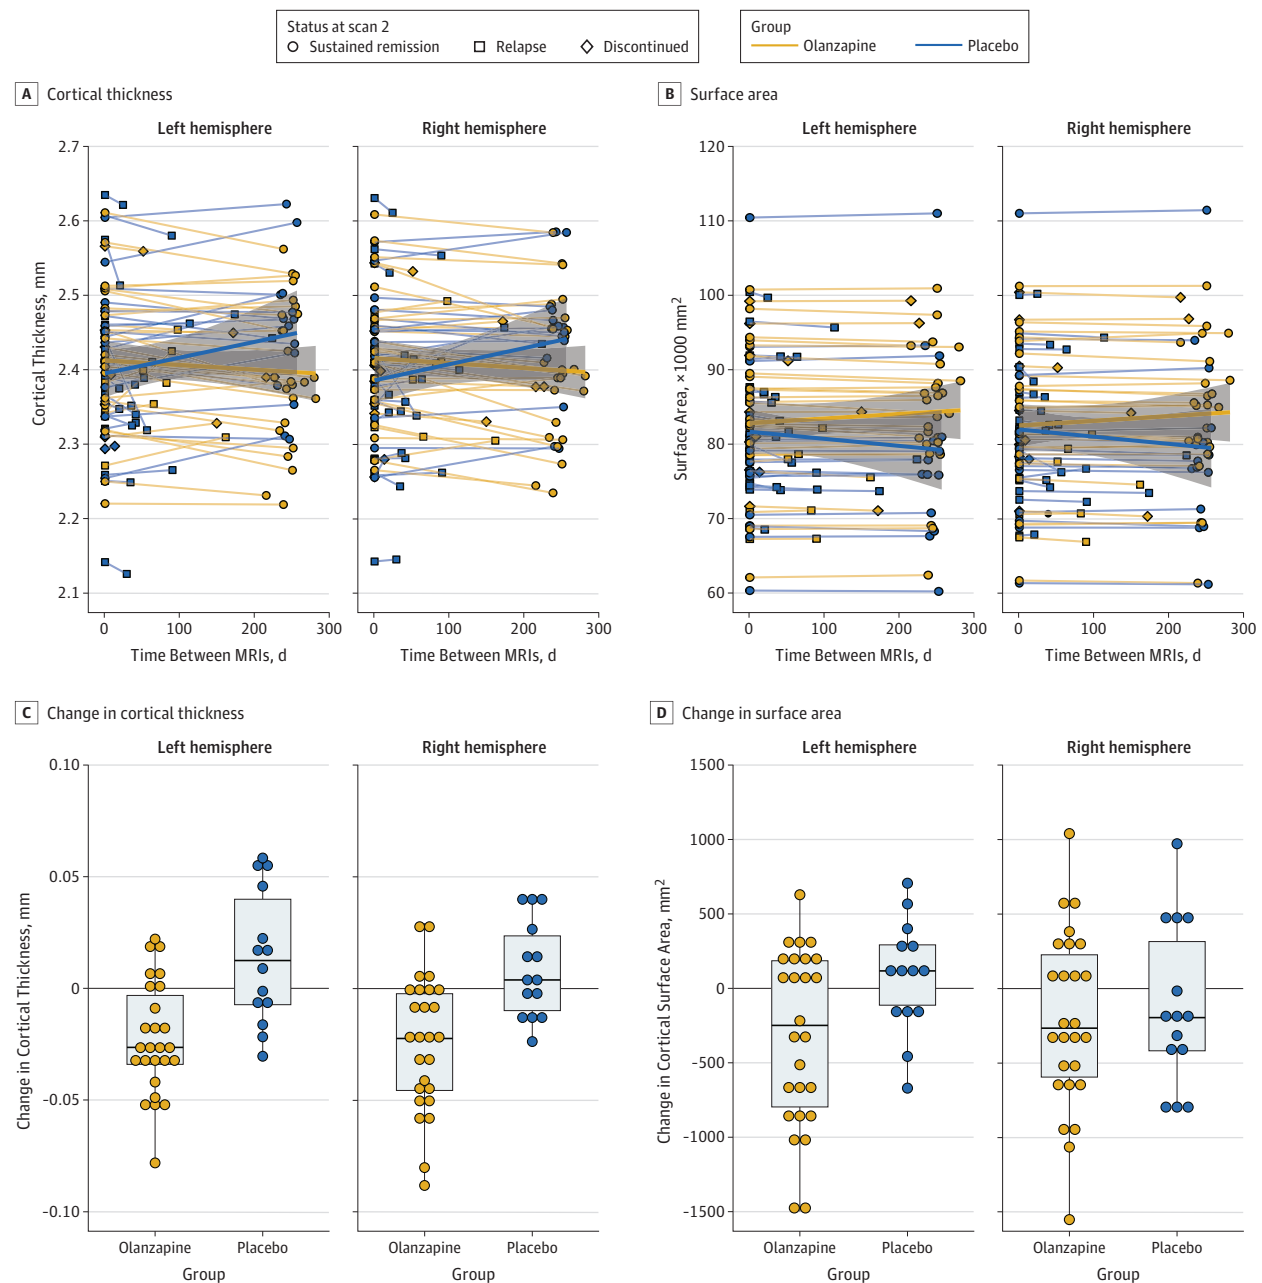 Status at scan 2
Sustained remission Relapse Discontinued
Group
Olanzapine Placebo
A Cortical thickness
Left hemisphere Right hemisphere
2.7
2.6
2.5
2.4
2.3
2.2
2.1
Cortical Thickness, mm
0 100 200 300 0 100 200 300
Time Between MRIs, d Time Between MRIs, d
B Surface area
Left hemisphere Right hemisphere
120
110
100
90
80
70
60
Surface Area, ×1000 mm²
0 100 200 300 0 100 200 300
Time Between MRIs, d Time Between MRIs, d
C Change in cortical thickness
Left hemisphere Right hemisphere
0.10
0.05
0
-0.05
-0.10
Change in Cortical Thickness, mm
Olanzapine Placebo Olanzapine Placebo
Group Group
D Change in surface area
Left hemisphere Right hemisphere
1500
1000
500
0
-500
-1000
-1500
Change in Cortical Surface Area, mm²
Olanzapine Placebo Olanzapine Placebo
Group Group